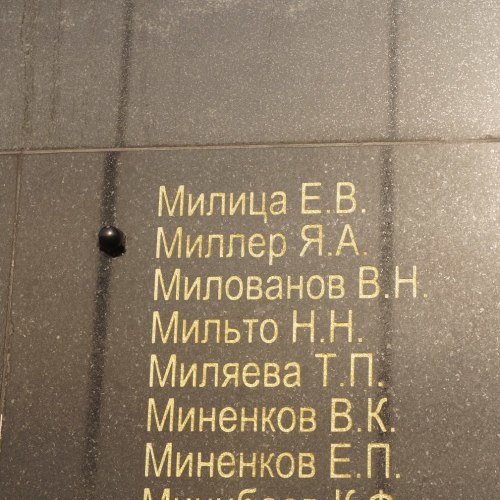 Милица Е.В.
Миллер Я.А.
Милованов В.Н.
Мильто Н.Н.
Миляева Т.П.
Миненков В.К.
Миненков Е.П.